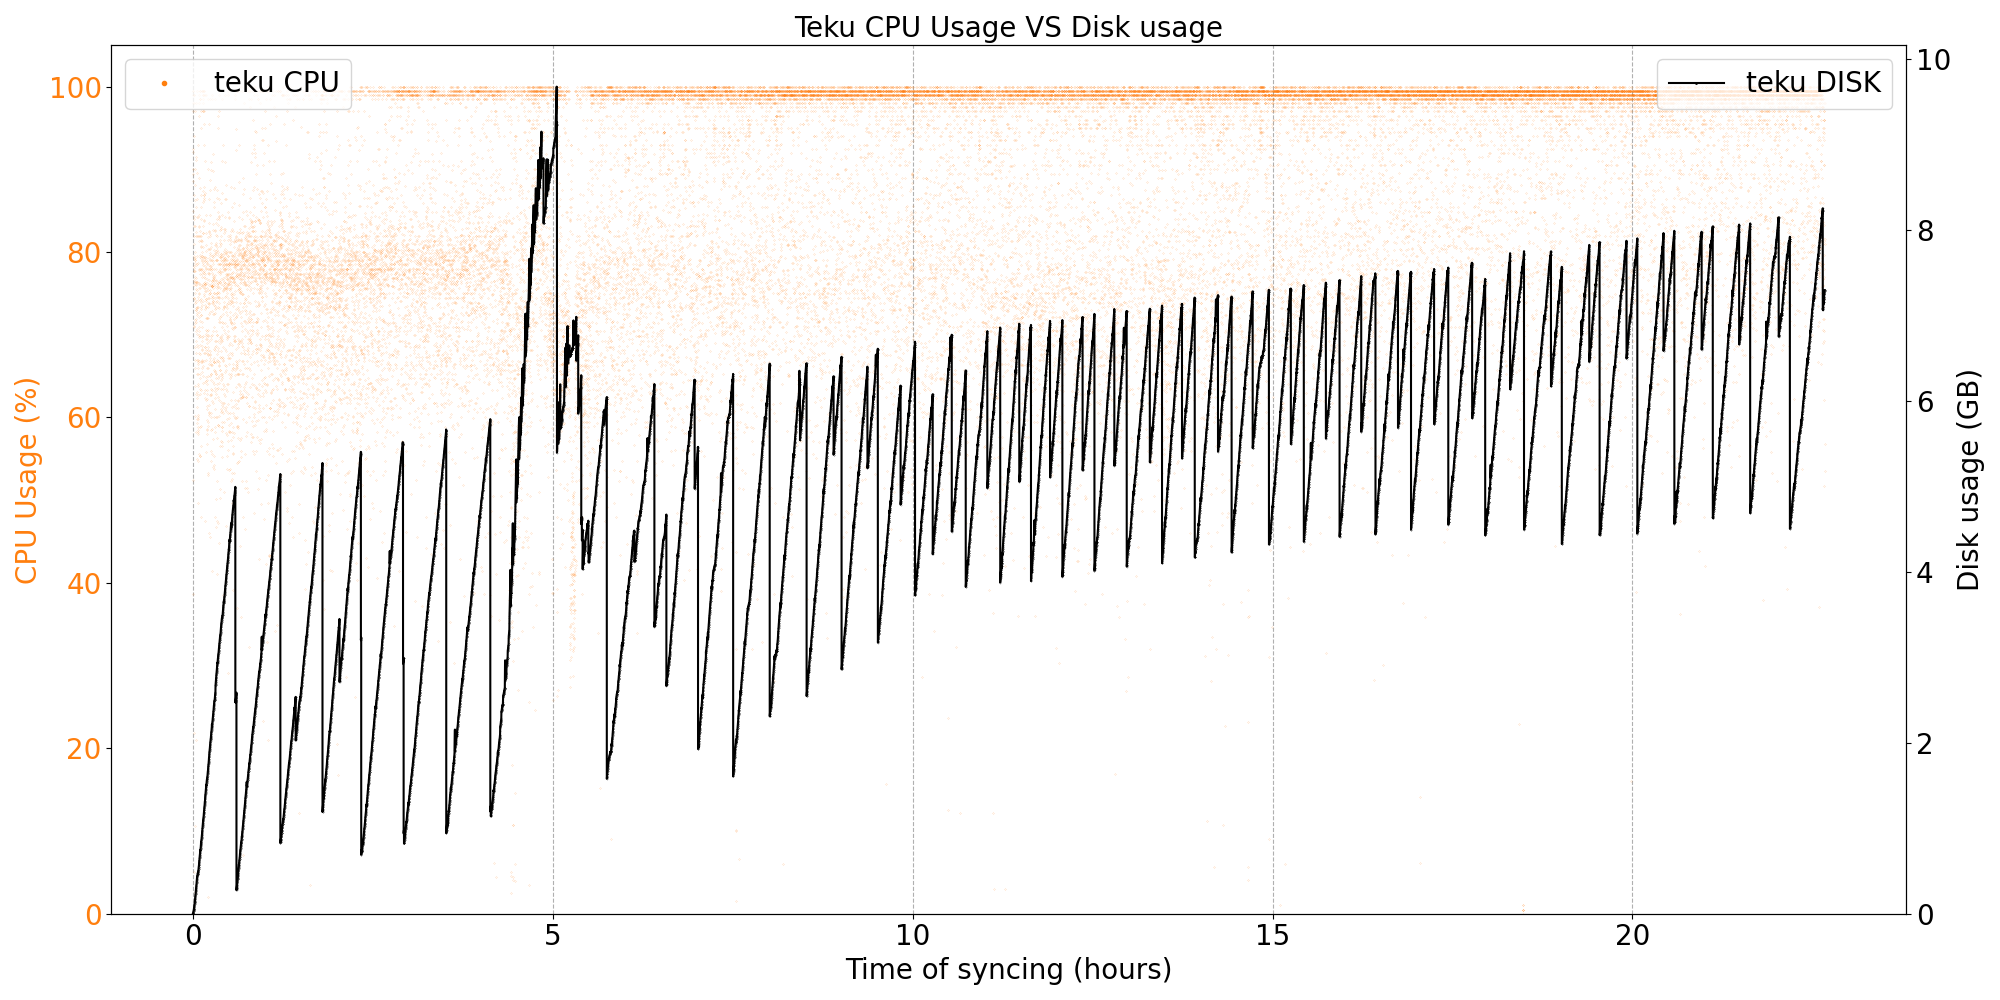 Teku CPU Usage VS Disk usage
teku CPU
teku DISK
CPU Usage (%)
100
80
60
40
20
0
Disk usage (GB)
10
8
6
4
2
0
0 5 10 15 20
Time of syncing (hours)